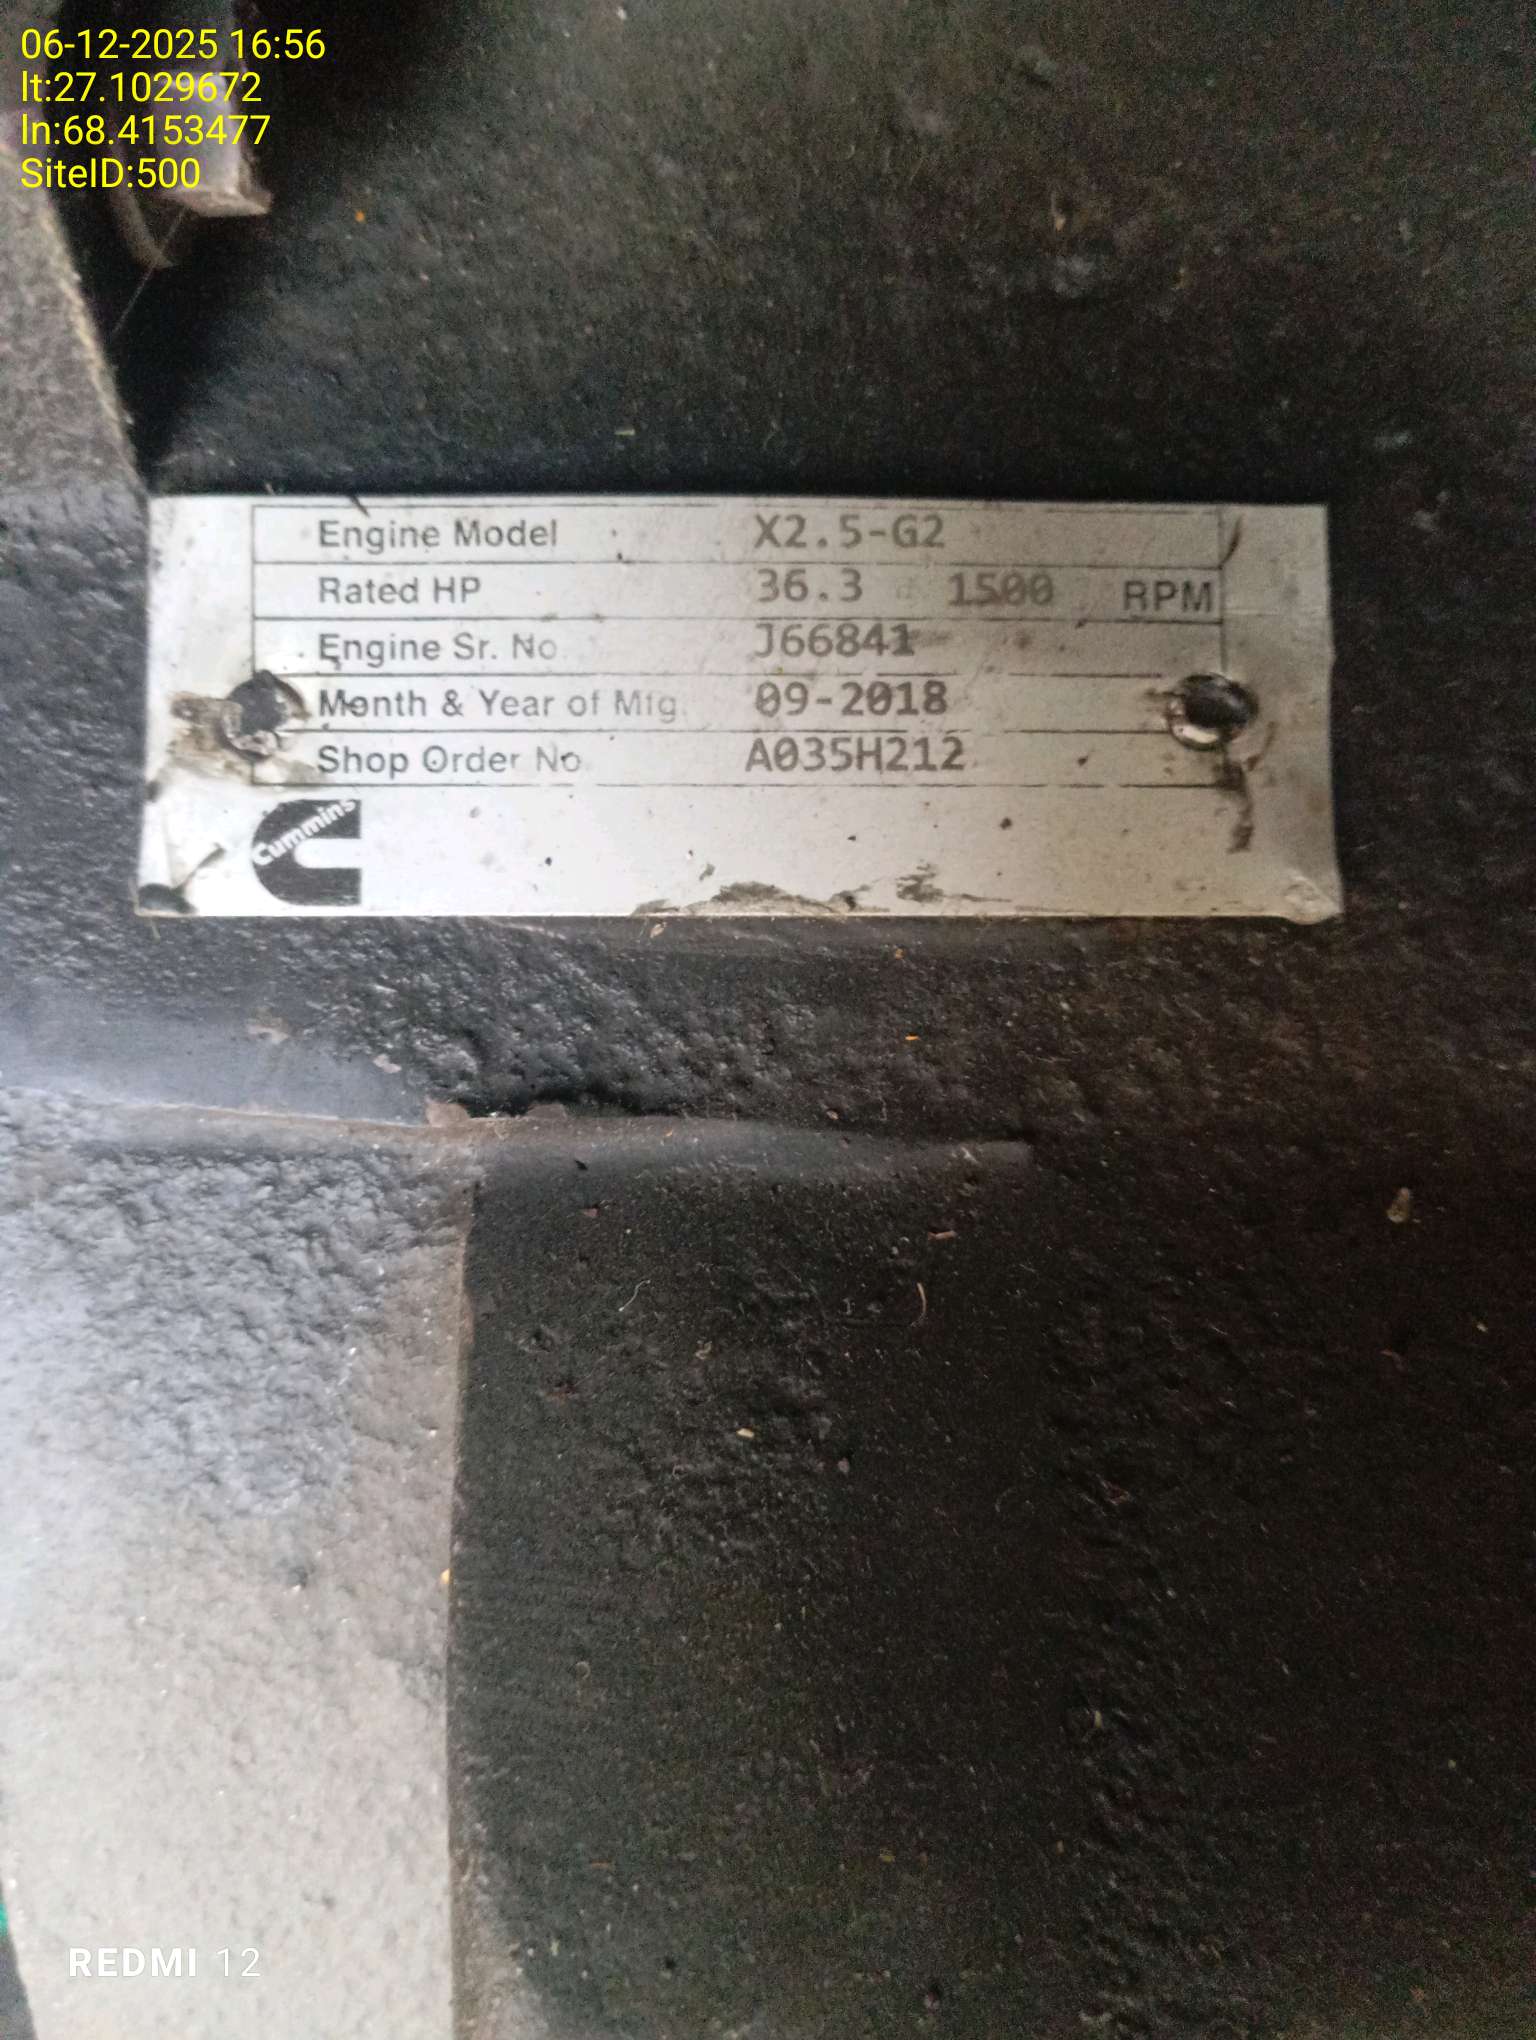 06-12-2025 16:56
lt:27.1029672
ln:68.4153477
SiteID:500
Engine Model X2.5-G2
Rated HP 36.3 1500 RPM
Engine Sr. No. J66841
Month & Year of Mfg. 09-2018
Shop Order No. A035H212
Cummins
REDMI 12